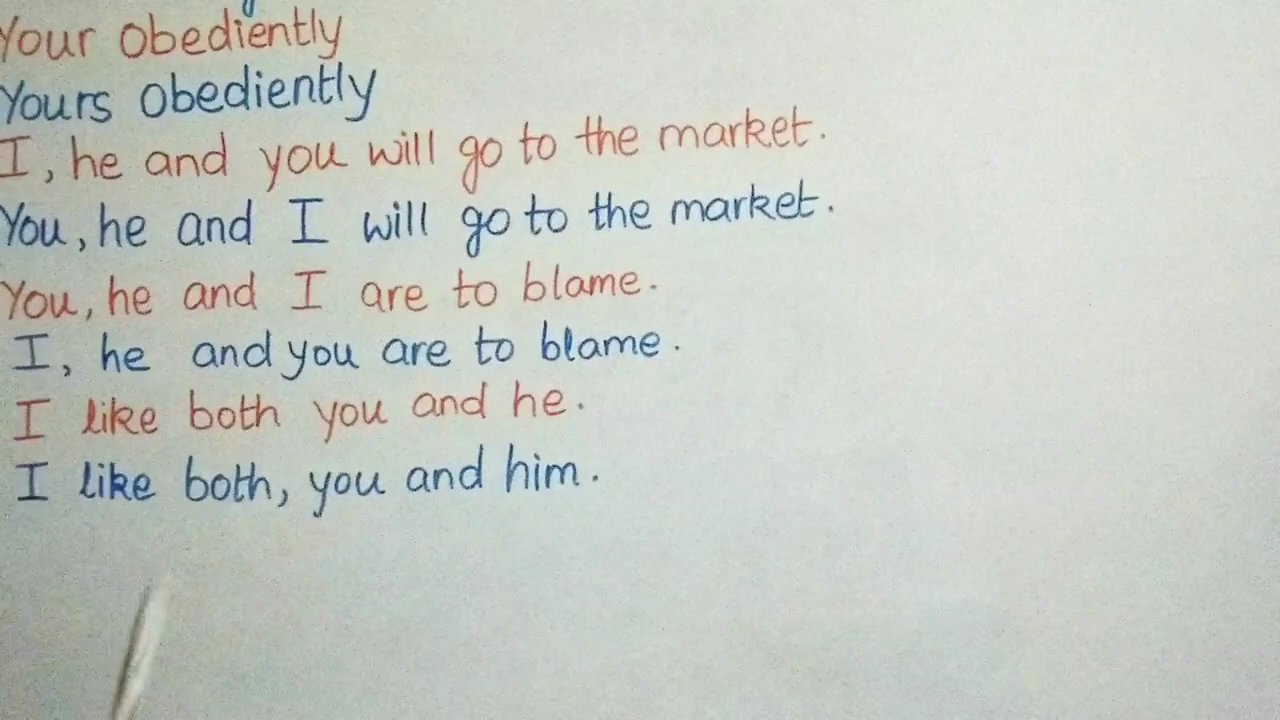 Your obediently
Yours obediently
I, he and you will go to the market.
You, he and I will go to the market.
You, he and I are to blame.
I, he and you are to blame.
I like both you and he.
I like both, you and him.